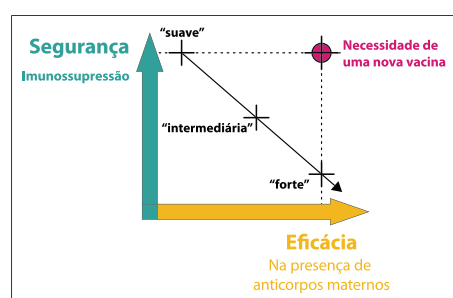 Segurança
Imunossupressão
“suave”
Necessidade de
uma nova vacina
“intermediária”
“forte”
Eficácia
Na presença de
anticorpos maternos